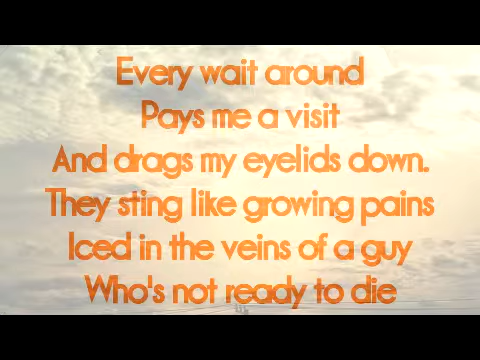 Every wait around
Pays me a visit
And drags my eyelids down.
They sting like growing pains
Iced in the veins of a guy
Who's not ready to die